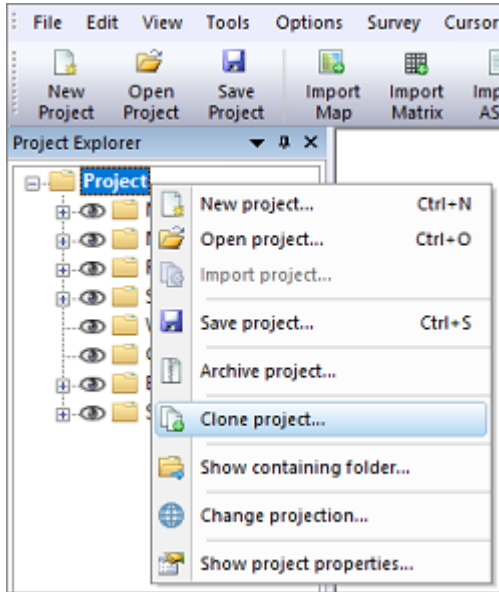 File Edit View Tools Options Survey Cursor
New Project Open Project Save Project Import Map Import Matrix
Project Explorer
Project
New project... Ctrl+N
Open project... Ctrl+O
Import project...
Save project... Ctrl+S
Archive project...
Clone project...
Show containing folder...
Change projection...
Show project properties...